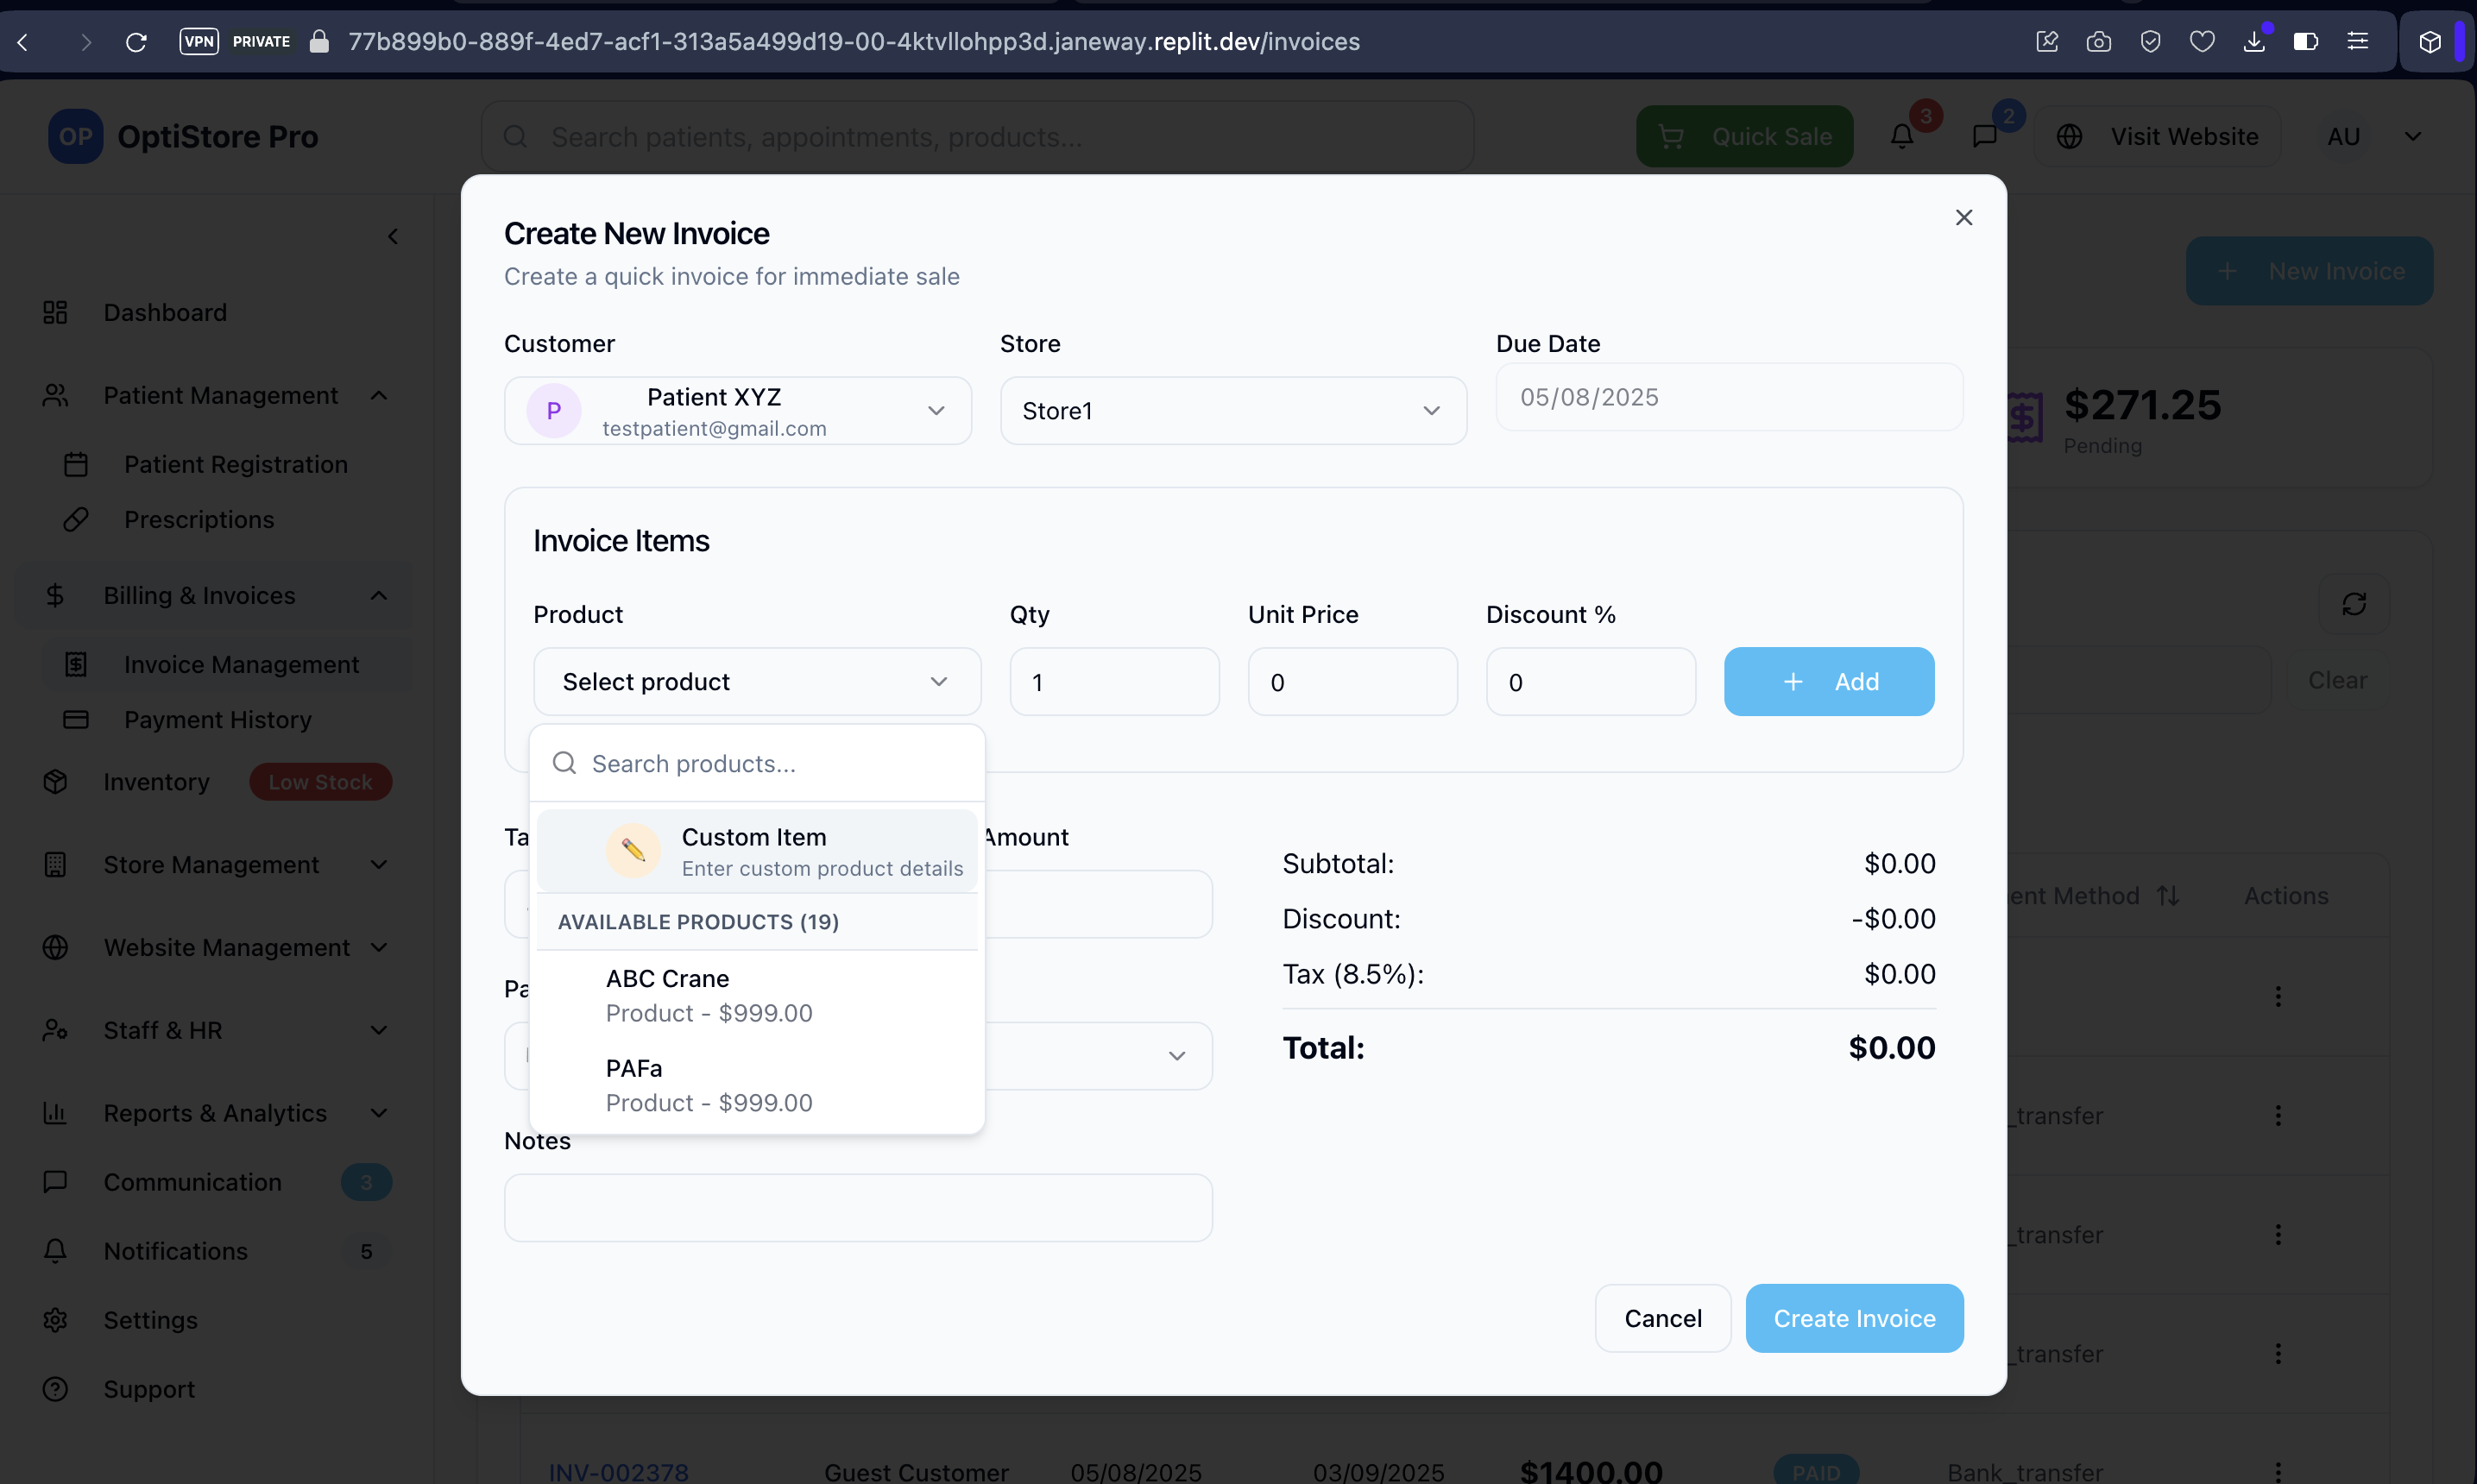 VPN PRIVATE 77b899b0-889f-4ed7-acf1-313a5a499d19-00-4ktvllohpp3d.janeway.replit.dev/invoices
OP OptiStore Pro
Search patients, appointments, products...
Quick Sale
3
2
Visit Website
AU
Dashboard
Patient Management
Patient Registration
Prescriptions
Billing & Invoices
Invoice Management
Payment History
Inventory Low Stock
Store Management
Website Management
Staff & HR
Reports & Analytics
Communication 3
Notifications 5
Settings
Support
New Invoice
$271.25
Pending
Clear
ent Method Actions
_transfer
_transfer
_transfer
INV-002378 Guest Customer 05/08/2025 03/09/2025 $1400.00 PAID Bank_transfer
Create New Invoice
Create a quick invoice for immediate sale
Customer Store Due Date
P Patient XYZ
testpatient@gmail.com
Store1
05/08/2025
Invoice Items
Product Qty Unit Price Discount %
Select product 1 0 0 Add
Search products...
Custom Item
Enter custom product details
AVAILABLE PRODUCTS (19)
ABC Crane
Product - $999.00
PAFa
Product - $999.00
Ta Amount
Pa
Notes
Subtotal: $0.00
Discount: -$0.00
Tax (8.5%): $0.00
Total: $0.00
Cancel Create Invoice